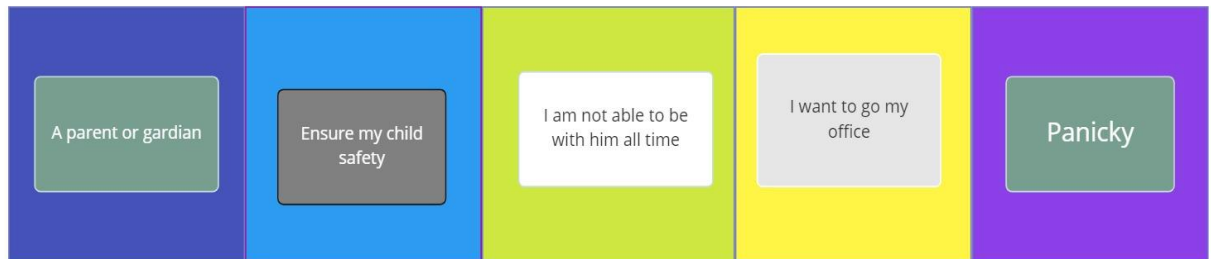 A parent or gardian
Ensure my child
safety
I am not able to be
with him all time
I want to go my
office
Panicky